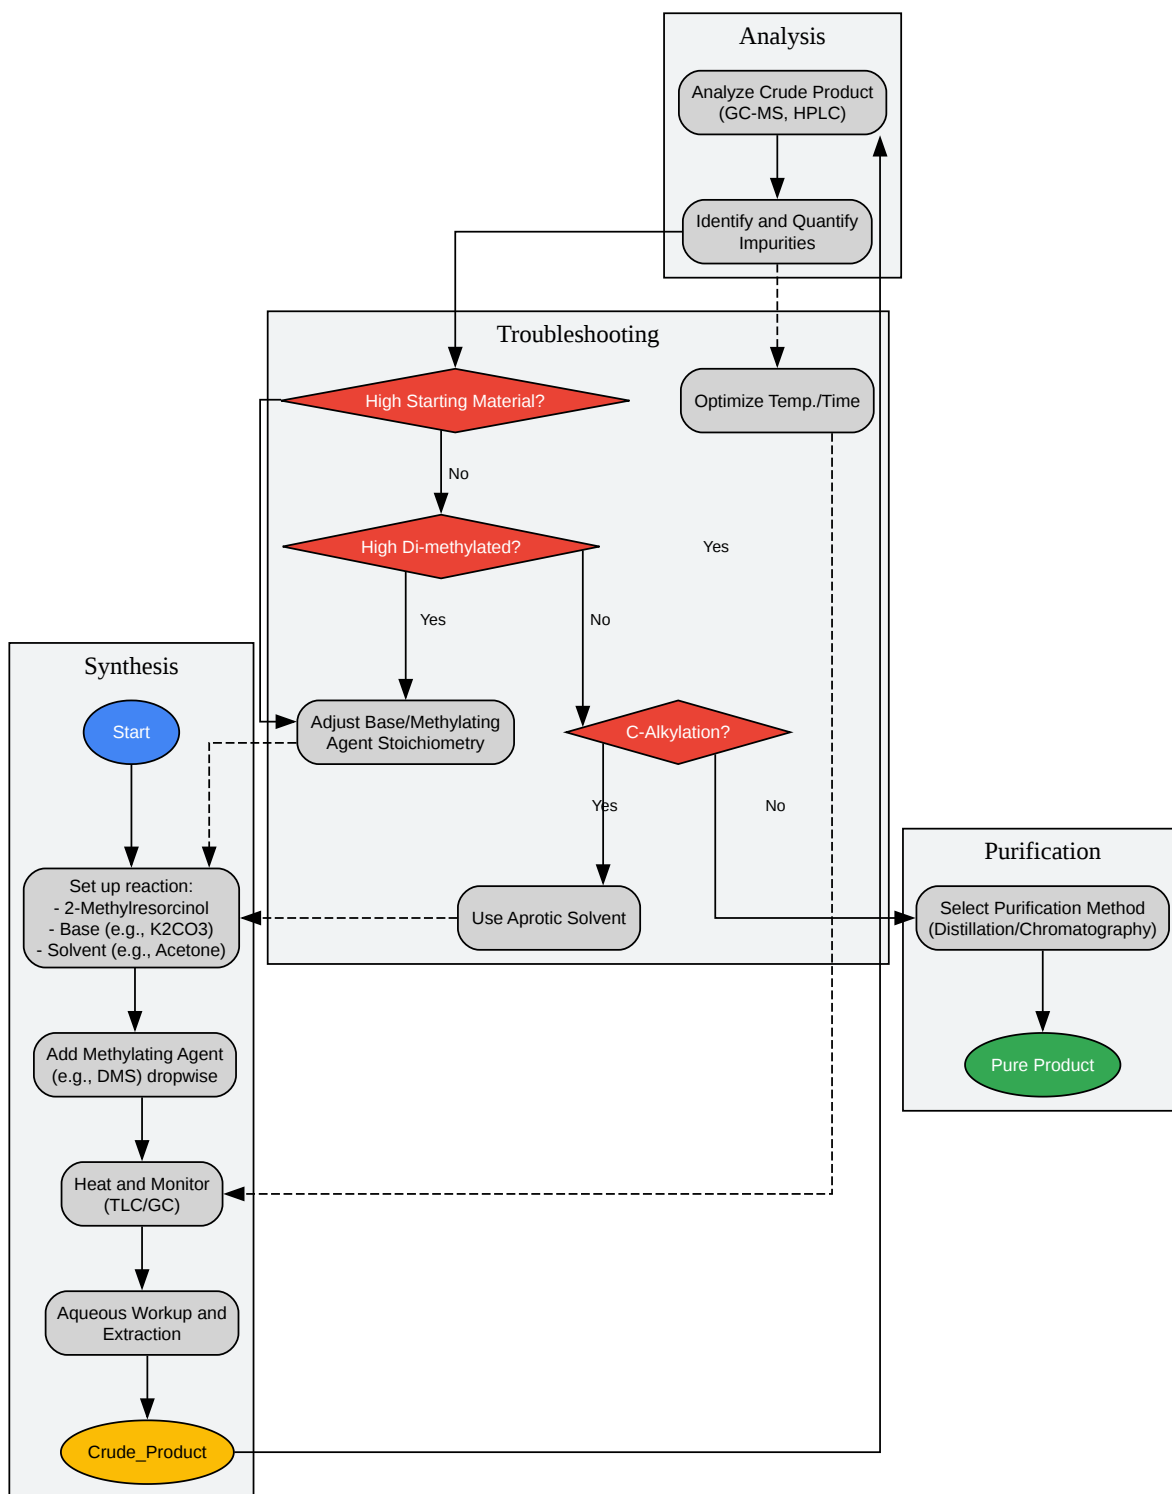 Analysis
Analyze Crude Product
(GC-MS, HPLC)
Identify and Quantify
Impurities
Troubleshooting
High Starting Material?
Optimize Temp./Time
No
High Di-methylated?
Yes
Yes
No
Adjust Base/Methylating
Agent Stoichiometry
C-Alkylation?
Yes
No
Use Aprotic Solvent
Synthesis
Start
Set up reaction:
- 2-Methylresorcinol
- Base (e.g., K2CO3)
- Solvent (e.g., Acetone)
Add Methylating Agent
(e.g., DMS) dropwise
Heat and Monitor
(TLC/GC)
Aqueous Workup and
Extraction
Crude_Product
Purification
Select Purification Method
(Distillation/Chromatography)
Pure Product